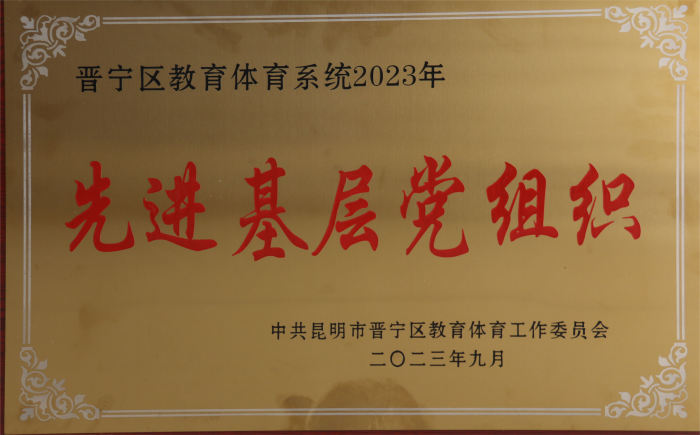 晋宁区教育体育系统2023年
先进基层党组织
中共昆明市晋宁区教育体育工作委员会
二〇二三年九月